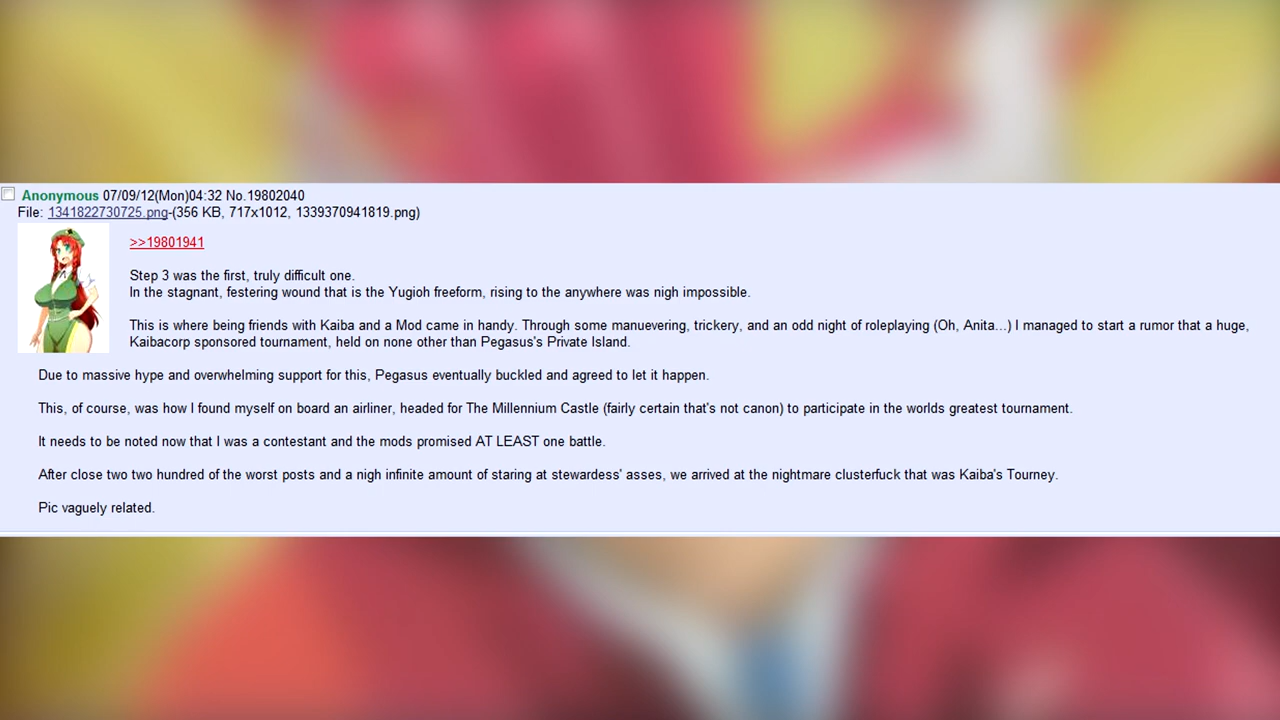 Anonymous 07/09/12(Mon)04:32 No.19802040
File: 1341822730725.png-(356 KB, 717x1012, 1339370941819.png)
>>19801941
Step 3 was the first, truly difficult one.
In the stagnant, festering wound that is the Yugioh freeform, rising to the anywhere was nigh impossible.
This is where being friends with Kaiba and a Mod came in handy. Through some manuevering, trickery, and an odd night of roleplaying (Oh, Anita...) I managed to start a rumor that a huge,
Kaibacorp sponsored tournament, held on none other than Pegasus's Private Island.
Due to massive hype and overwhelming support for this, Pegasus eventually buckled and agreed to let it happen.
This, of course, was how I found myself on board an airliner, headed for The Millennium Castle (fairly certain that's not canon) to participate in the worlds greatest tournament.
It needs to be noted now that I was a contestant and the mods promised AT LEAST one battle.
After close two two hundred of the worst posts and a nigh infinite amount of staring at stewardess' asses, we arrived at the nightmare clusterfuck that was Kaiba's Tourney.
Pic vaguely related.